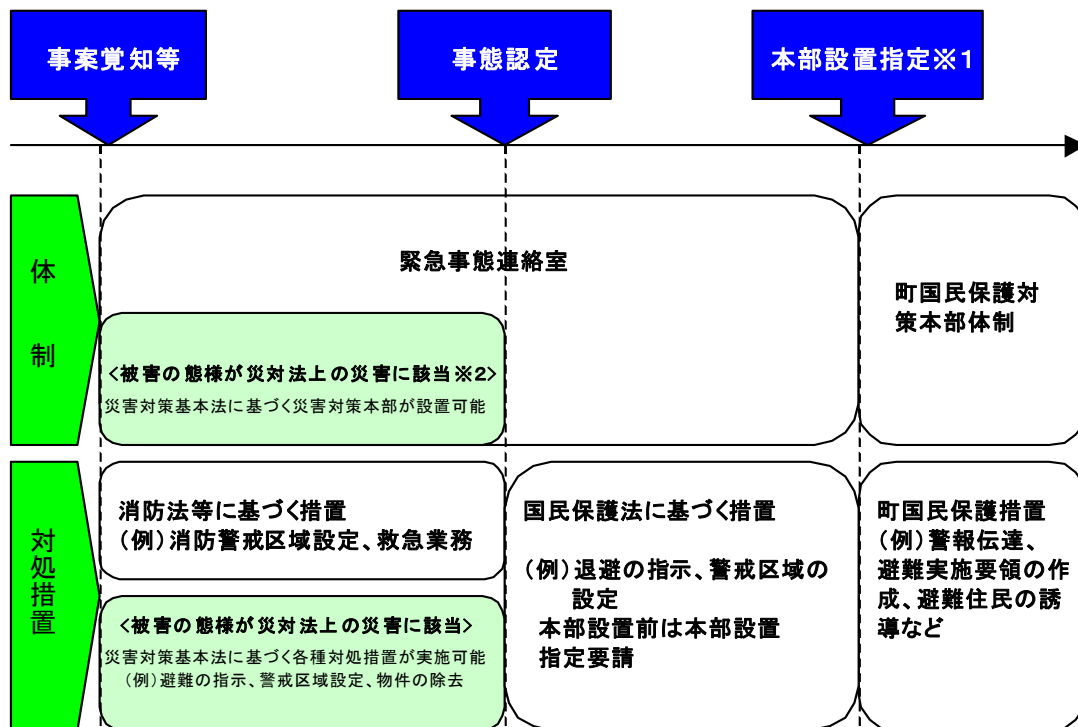 事案覚知等
事態認定
本部設置指定※1
体
制
緊急事態連絡室
<被害の態様が災対法上の災害に該当※2>
災害対策基本法に基づく災害対策本部が設置可能
町国民保護対
策本部体制
対処措置
消防法等に基づく措置
(例)消防警戒区域設定、救急業務
<被害の態様が災対法上の災害に該当>
災害対策基本法に基づく各種対処措置が実施可能
(例)避難の指示、警戒区域設定、物件の除去
国民保護法に基づく措置
(例)退避の指示、警戒区域の
設定
本部設置前は本部設置
指定要請
町国民保護措置
(例)警報伝達、
避難実施要領の作
成、避難住民の誘
導など